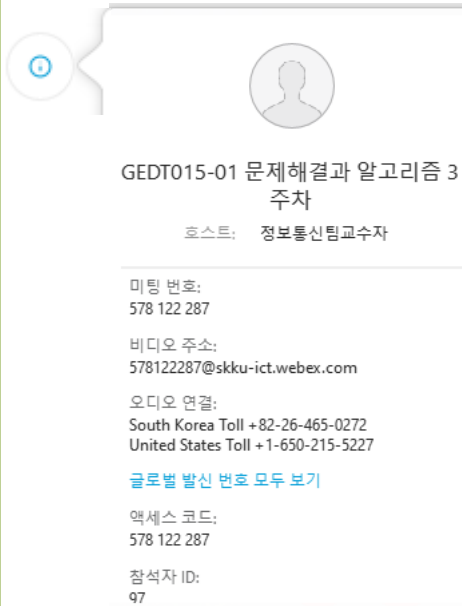 GEDT015-01 문제해결과 알고리즘 3
주차
호스트: 정보통신팀교수자
미팅 번호:
578 122 287
비디오 주소:
578122287@skku-ict.webex.com
오디오 연결:
South Korea Toll +82-26-465-0272
United States Toll +1-650-215-5227
글로벌 발신 번호 모두 보기
액세스 코드:
578 122 287
참석자 ID:
97